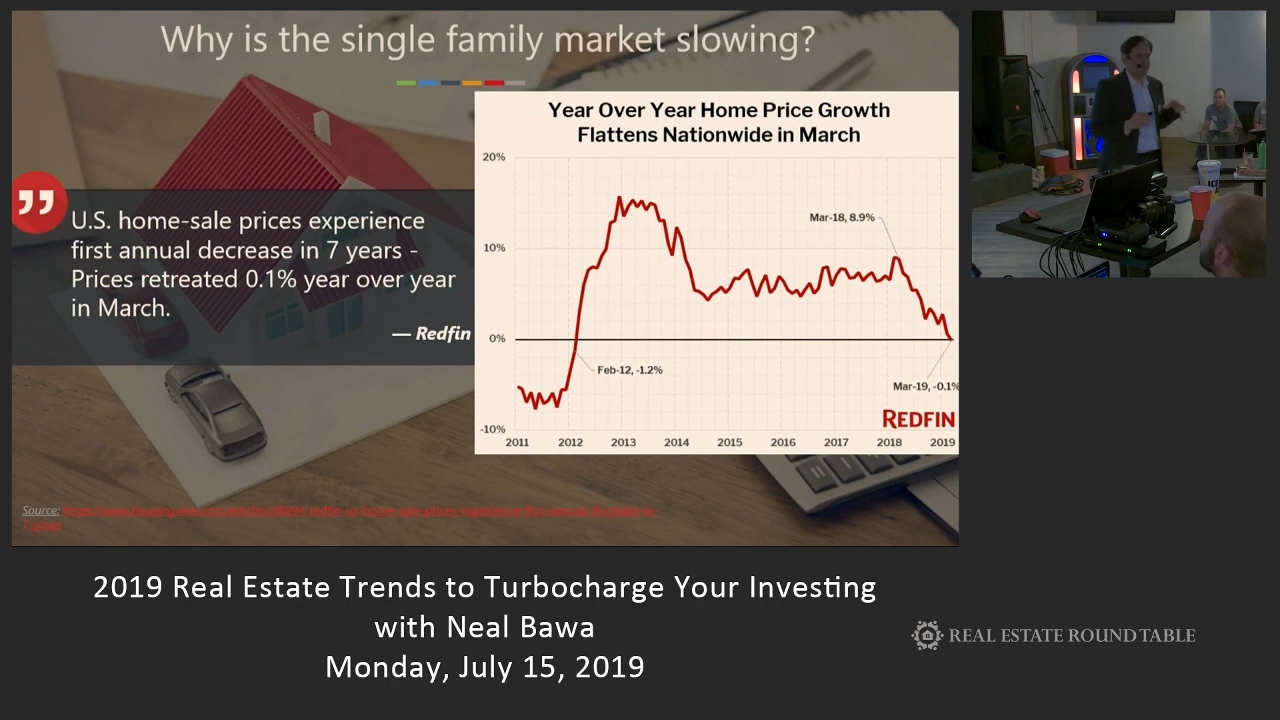 Why is the single family market slowing?
U.S. home-sale prices experience
first annual decrease in 7 years -
Prices retreated 0.1% year over year
in March.
— Redfin
Year Over Year Home Price Growth
Flattens Nationwide in March
20%
10%
0%
-10%
Mar-18, 8.9%
Feb-12, -1.2%
Mar-19, -0.1%
REDFIN
2011 2012 2013 2014 2015 2016 2017 2018 2019
Source:
7-years
ICE
2019 Real Estate Trends to Turbocharge Your Investing
with Neal Bawa
Monday, July 15, 2019
REAL ESTATE ROUND TABLE